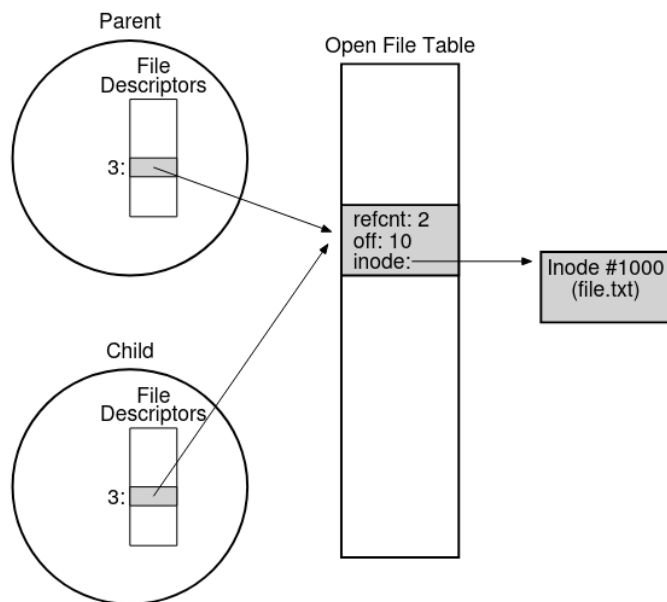 Parent
File
Descriptors
3:
Open File Table
refcnt: 2
off: 10
inode:
Inode #1000
(file.txt)
Child
File
Descriptors
3: